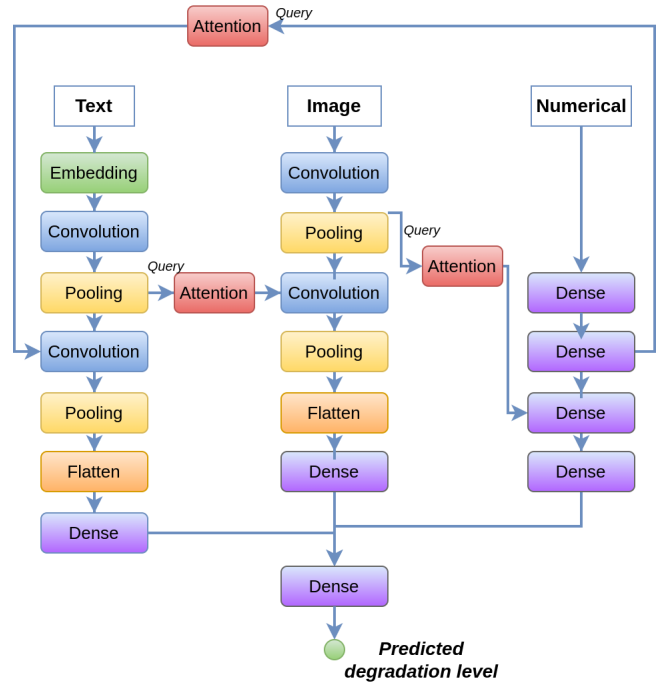 Query
Attention
Text
Image
Numerical
Embedding
Convolution
Convolution
Pooling
Query
Query
Attention
Pooling
Attention
Convolution
Dense
Convolution
Pooling
Dense
Pooling
Flatten
Dense
Flatten
Dense
Dense
Dense
Dense
Predicted
degradation level